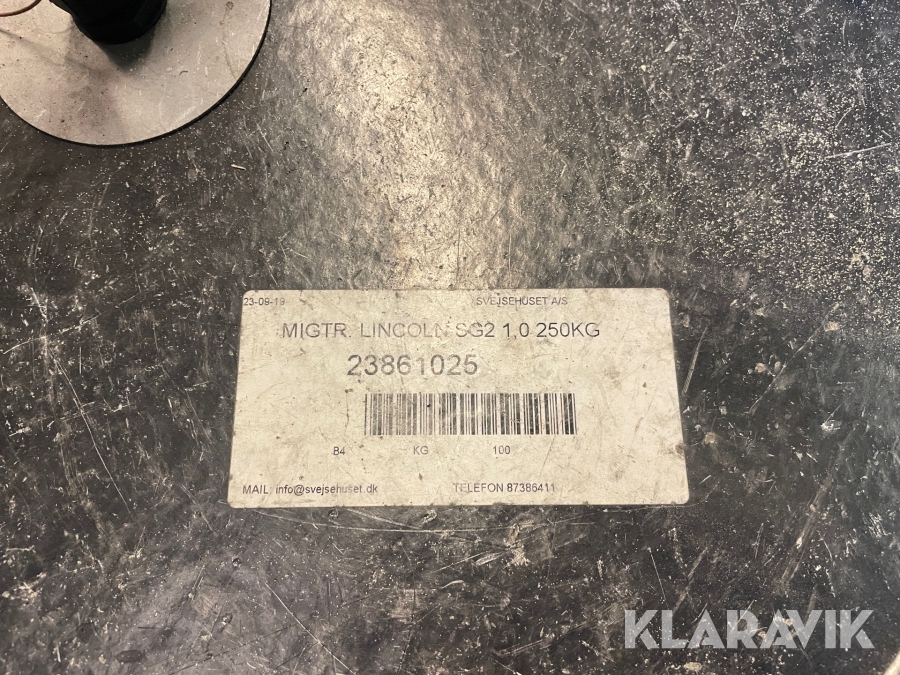 23-09-19 SVEJSEHUSET A/S
MIGTR. LINCOLN SG2 1,0 250KG
23861025
B4 KG 100
MAIL: info@svejsehuset.dk TELEFON 87386411
KLARAVIK